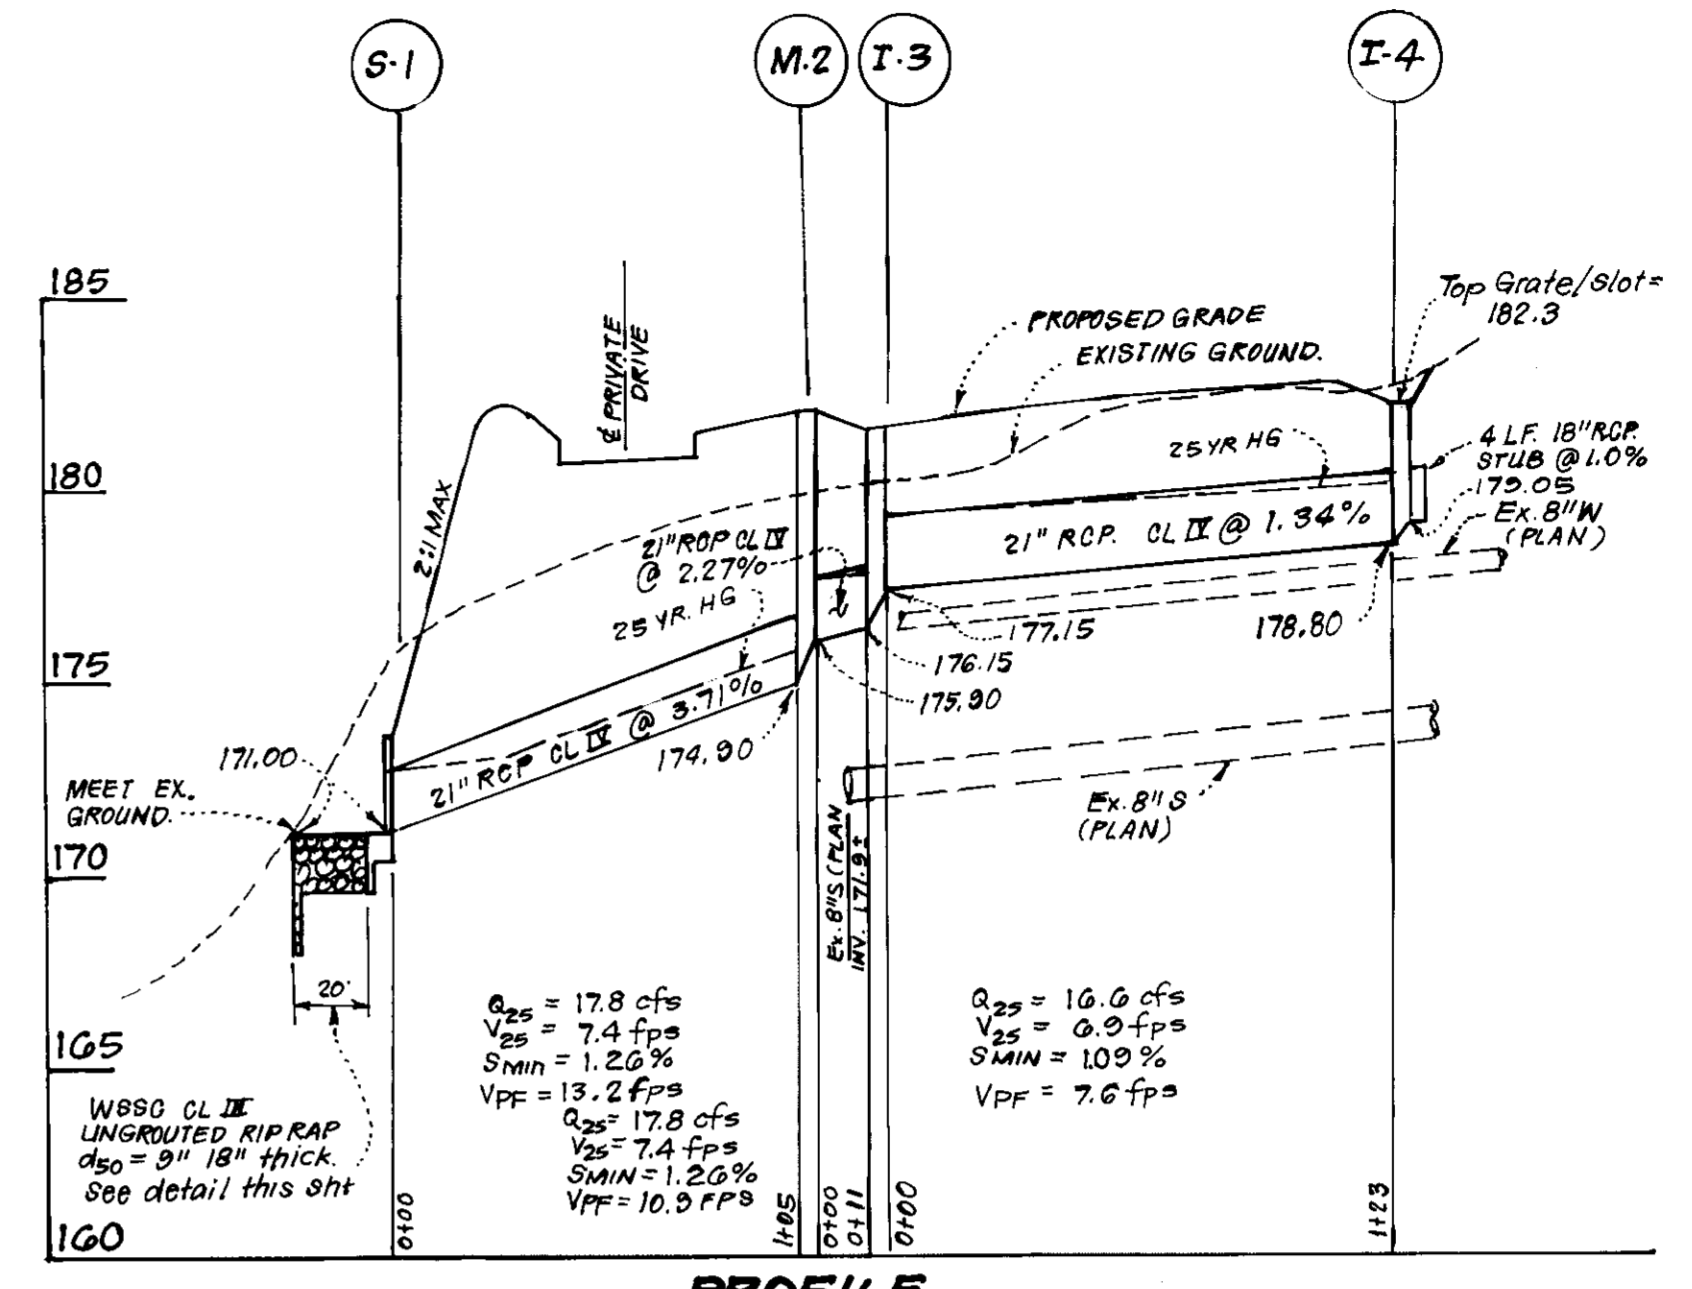 S-1
M.2
I.3
I-4
185
180
175
170
165
160
Top Grate/slot=
182.3
PROPOSED GRADE
EXISTING GROUND.
℄ PRIVATE
DRIVE
2:1 MAX
25 YR HG
4 LF. 18" RCP.
STUB @ 1.0%
179.05
Ex. 8" W
(PLAN)
21" RCP. CL IV @ 1.34%
21" RCP CL IV
@ 2.27%
25 YR. HG
177.15
178.80
176.15
175.90
21" RCP CL IV @ 3.71%
174.90
171.00
MEET EX.
GROUND.
Ex. 8" S
(PLAN)
Ex. 8" S (PLAN
INV. 171.9±
20'
WSSC CL III
UNGROUTED RIP RAP
d50 = 9" 18" thick.
See detail this sht
Q25 = 17.8 cfs
V25 = 7.4 fps
SMIN = 1.26%
VPF = 13.2 fps
Q25 = 17.8 cfs
V25 = 7.4 fps
SMIN = 1.26%
VPF = 10.9 FPS
Q25 = 16.6 cfs
V25 = 6.9 fps
SMIN = 1.09%
VPF = 7.6 fps
0+00
1+05
0+00
0+11
0+00
1+23
PROFILE